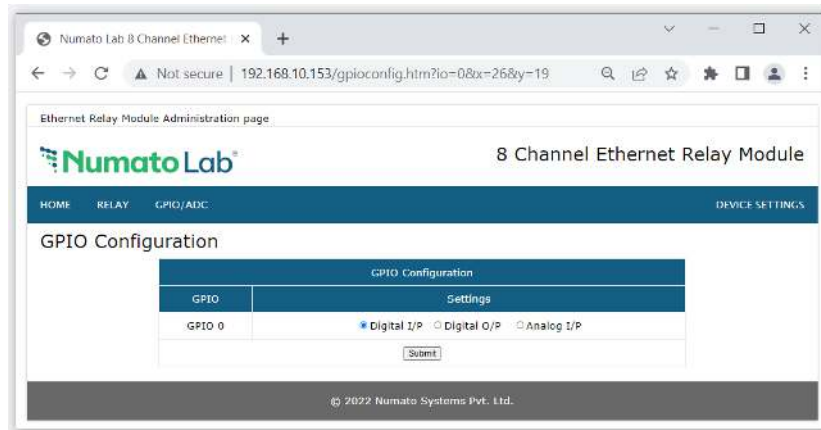 Numato Lab 8 Channel Ethernet
Not secure | 192.168.10.153/gpioconfig.htm?io=0&x=26&y=19
Ethernet Relay Module Administration page
Numato Lab
8 Channel Ethernet Relay Module
HOME RELAY GPIO/ADC DEVICE SETTINGS
GPIO Configuration
GPIO Configuration
GPIO Settings
GPIO 0 Digital I/P Digital O/P Analog I/P
Submit
© 2022 Numato Systems Pvt. Ltd.